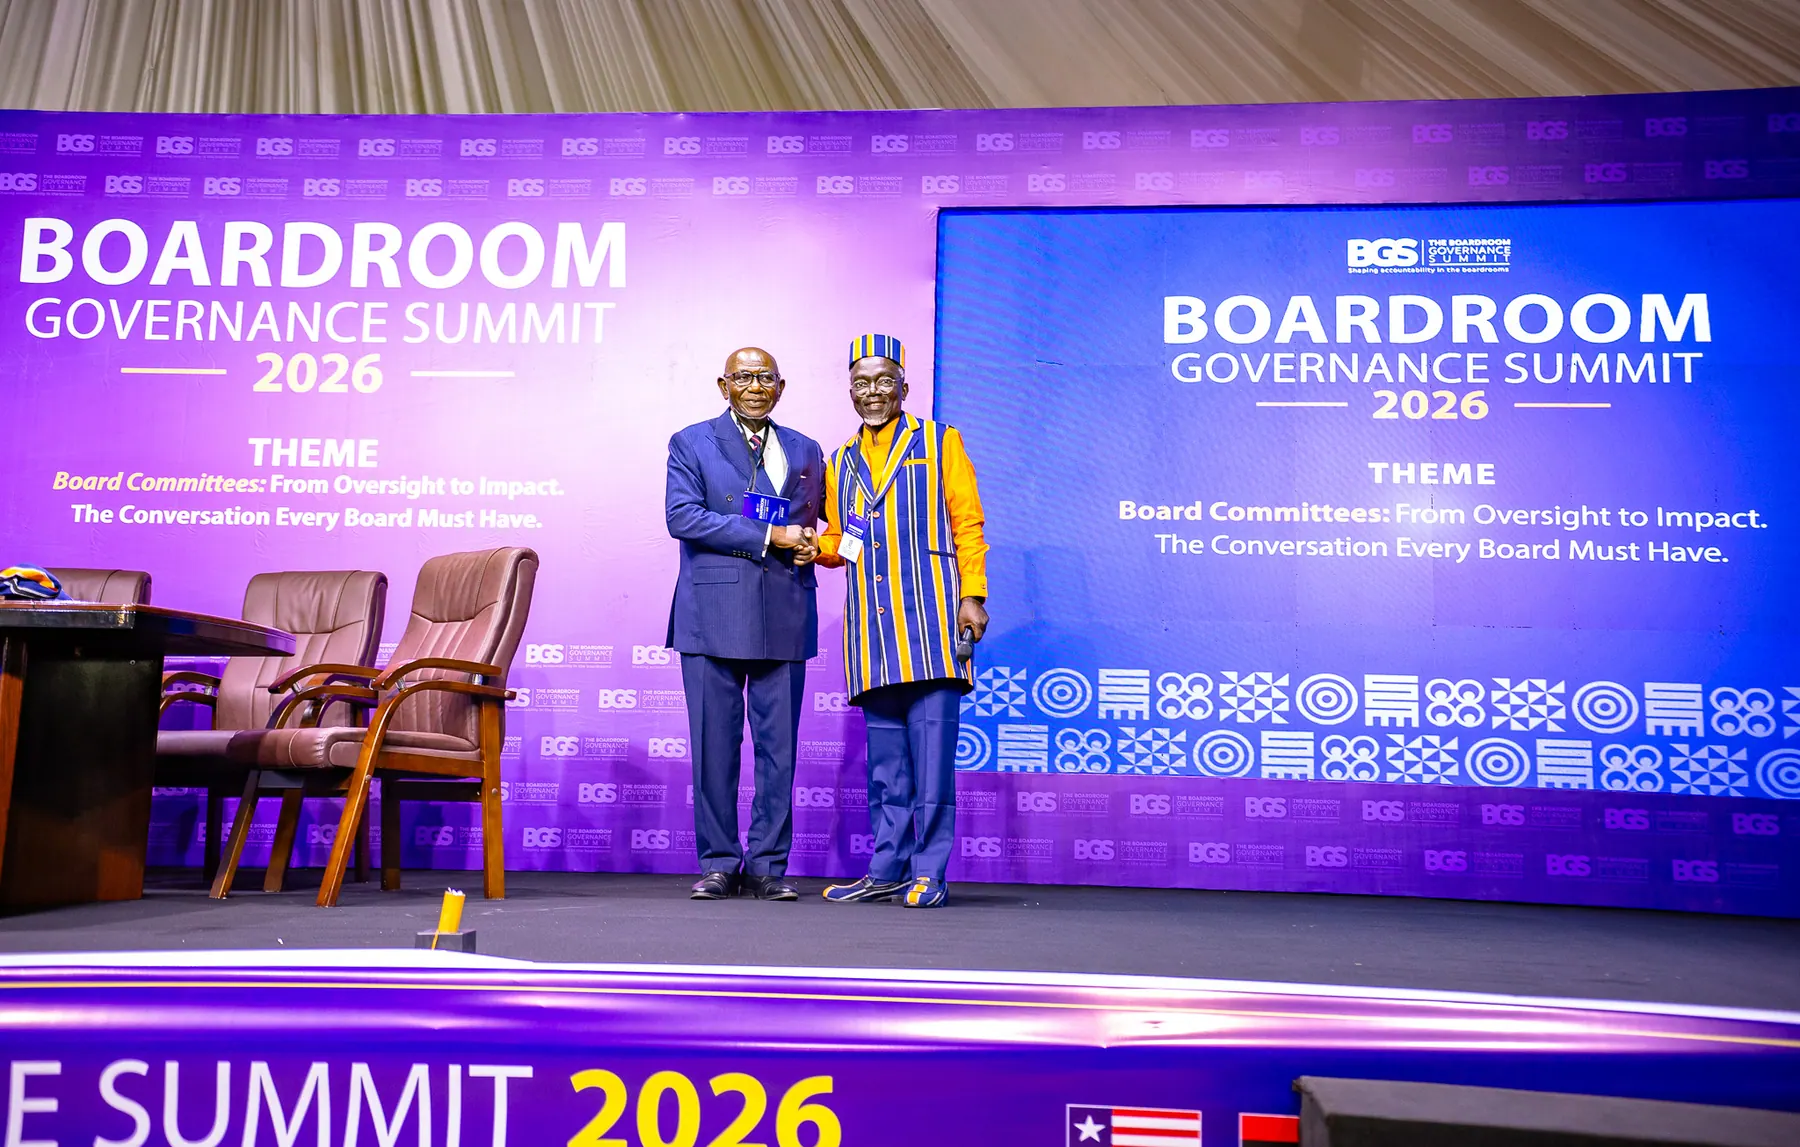 BOARDROOM
GOVERNANCE SUMMIT
2026
THEME
Board Committees: From Oversight to Impact.
The Conversation Every Board Must Have.
BGS
THE BOARDROOM
GOVERNANCE
SUMMIT
Shaping accountability in the boardrooms
BOARDROOM
GOVERNANCE SUMMIT
2026
THEME
Board Committees: From Oversight to Impact.
The Conversation Every Board Must Have.
E SUMMIT 2026